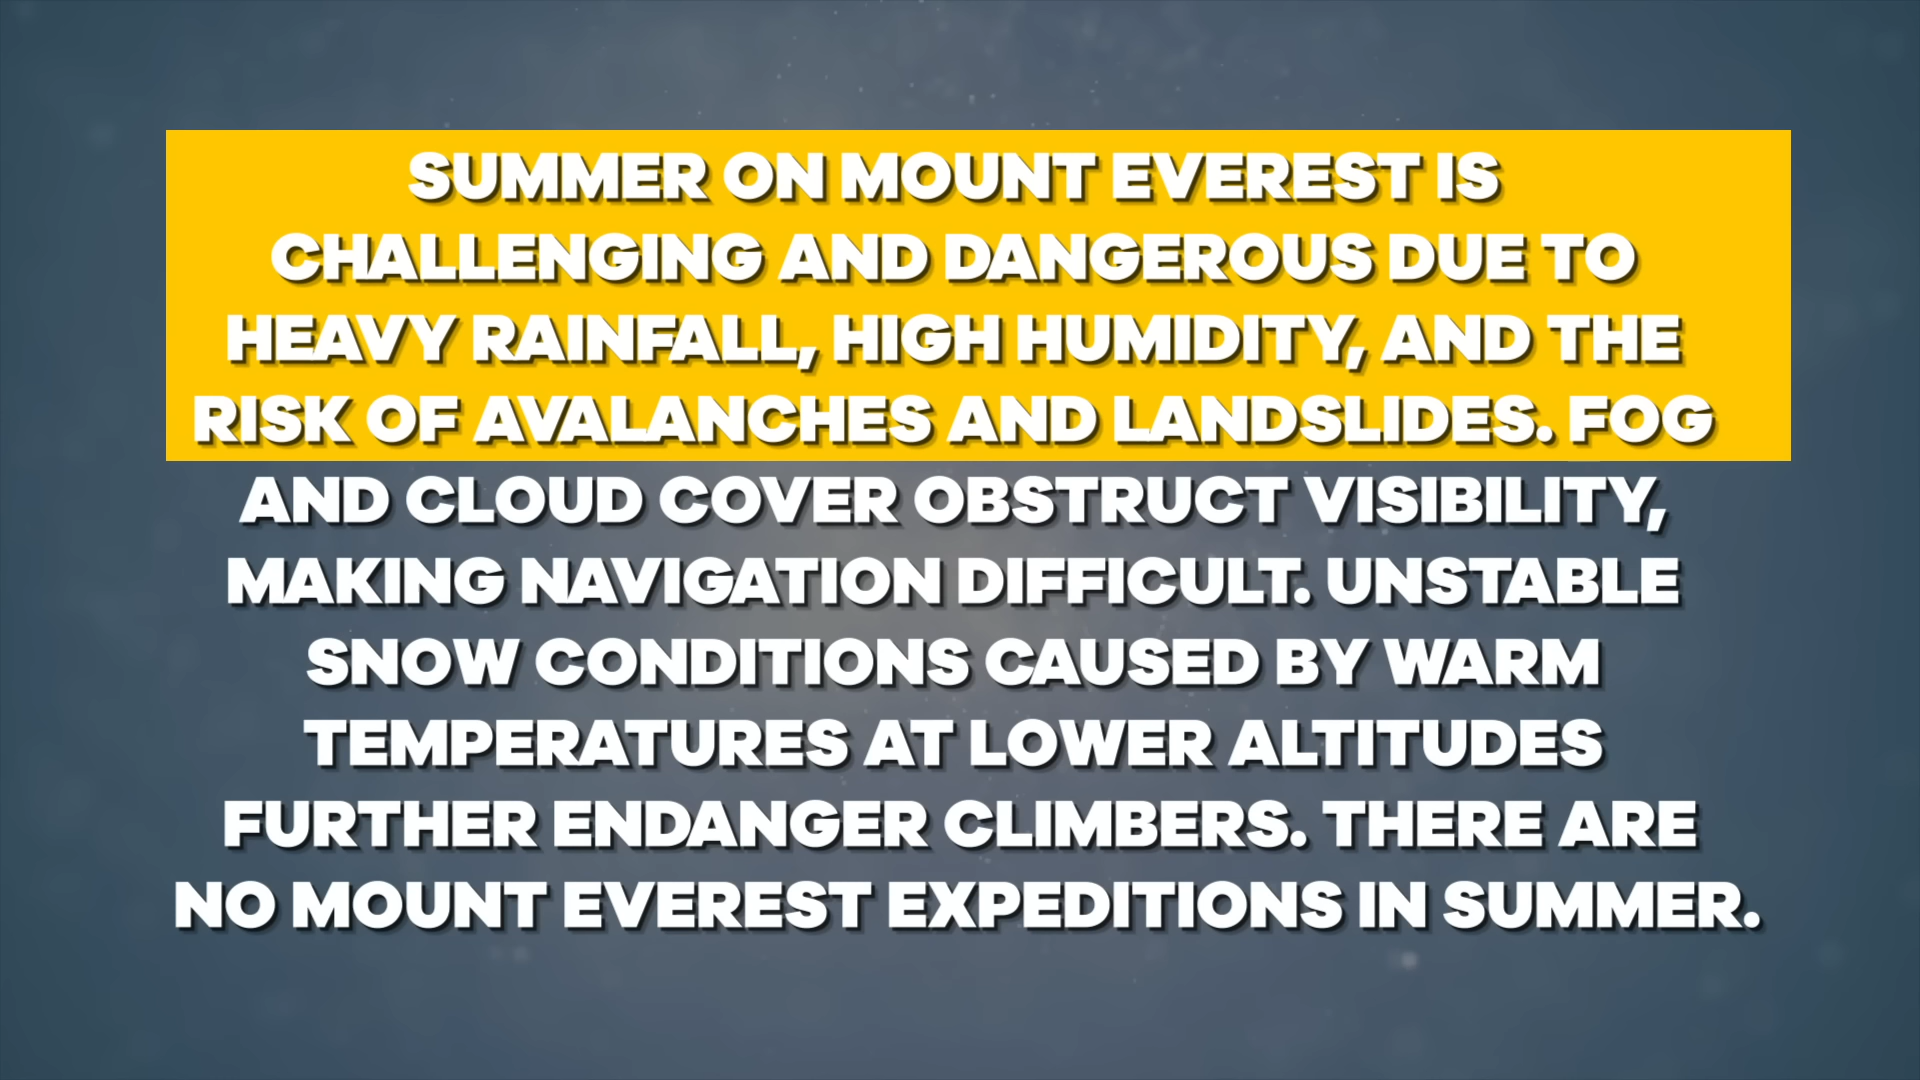 SUMMER ON MOUNT EVEREST IS
CHALLENGING AND DANGEROUS DUE TO
HEAVY RAINFALL, HIGH HUMIDITY, AND THE
RISK OF AVALANCHES AND LANDSLIDES. FOG
AND CLOUD COVER OBSTRUCT VISIBILITY,
MAKING NAVIGATION DIFFICULT. UNSTABLE
SNOW CONDITIONS CAUSED BY WARM
TEMPERATURES AT LOWER ALTITUDES
FURTHER ENDANGER CLIMBERS. THERE ARE
NO MOUNT EVEREST EXPEDITIONS IN SUMMER.